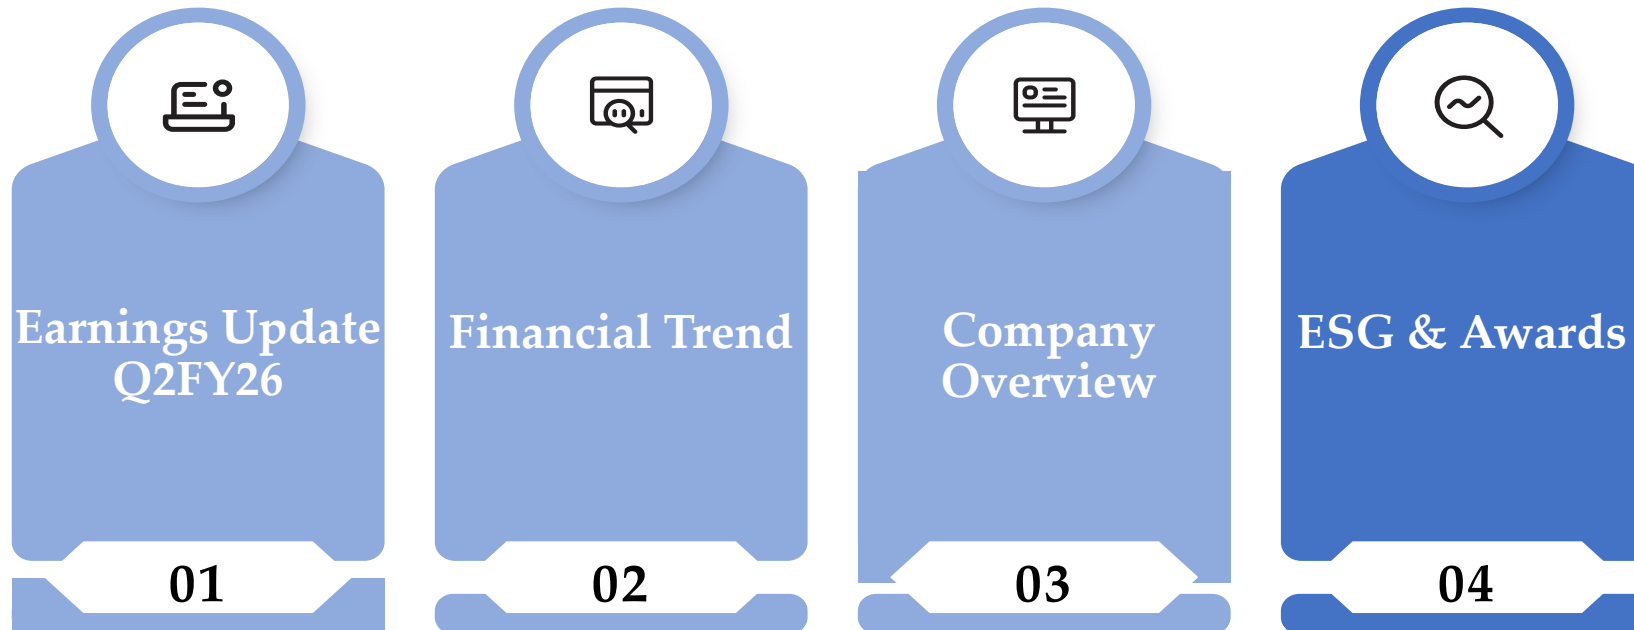 Earnings Update
Q2FY26
01
Financial Trend
02
Company
Overview
03
ESG & Awards
04